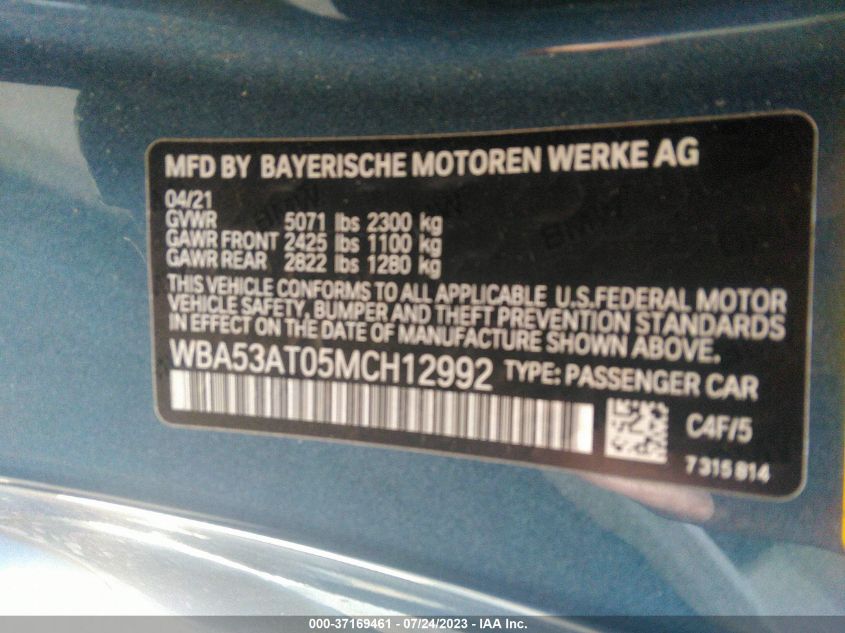 MFD BY BAYERISCHE MOTOREN WERKE AG
04/21
GVWR 5071 lbs 2300 kg
GAWR FRONT 2425 lbs 1100 kg
GAWR REAR 2822 lbs 1280 kg
THIS VEHICLE CONFORMS TO ALL APPLICABLE U.S.FEDERAL MOTOR
VEHICLE SAFETY, BUMPER AND THEFT PREVENTION STANDARDS
IN EFFECT ON THE DATE OF MANUFACTURE SHOWN ABOVE.
WBA53AT05MCH12992 TYPE: PASSENGER CAR
C4F/5
7315814
000-37169461 - 07/24/2023 - IAA Inc.